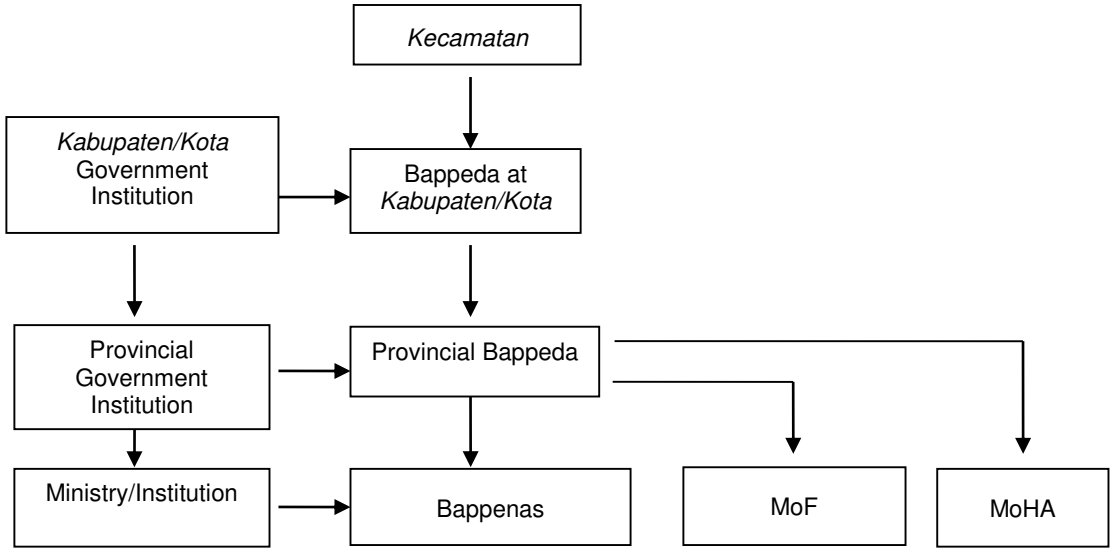 Kecamatan
Kabupaten/Kota
Government
Institution
Bappeda at
Kabupaten/Kota
Provincial
Government
Institution
Provincial Bappeda
Ministry/Institution
Bappenas
MoF
MoHA